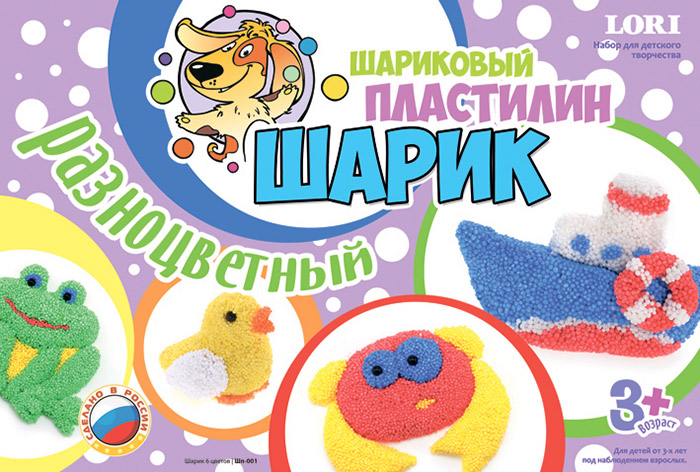 LORI
Набор для детского
творчества
ШАРИКОВЫЙ
ПЛАСТИЛИН
ШАРИК
разноцветный
СДЕЛАНО В РОССИИ
Шарик 6 цветов | Шп-001
3+
Возраст
Для детей от 3-х лет
под наблюдением взрослых.